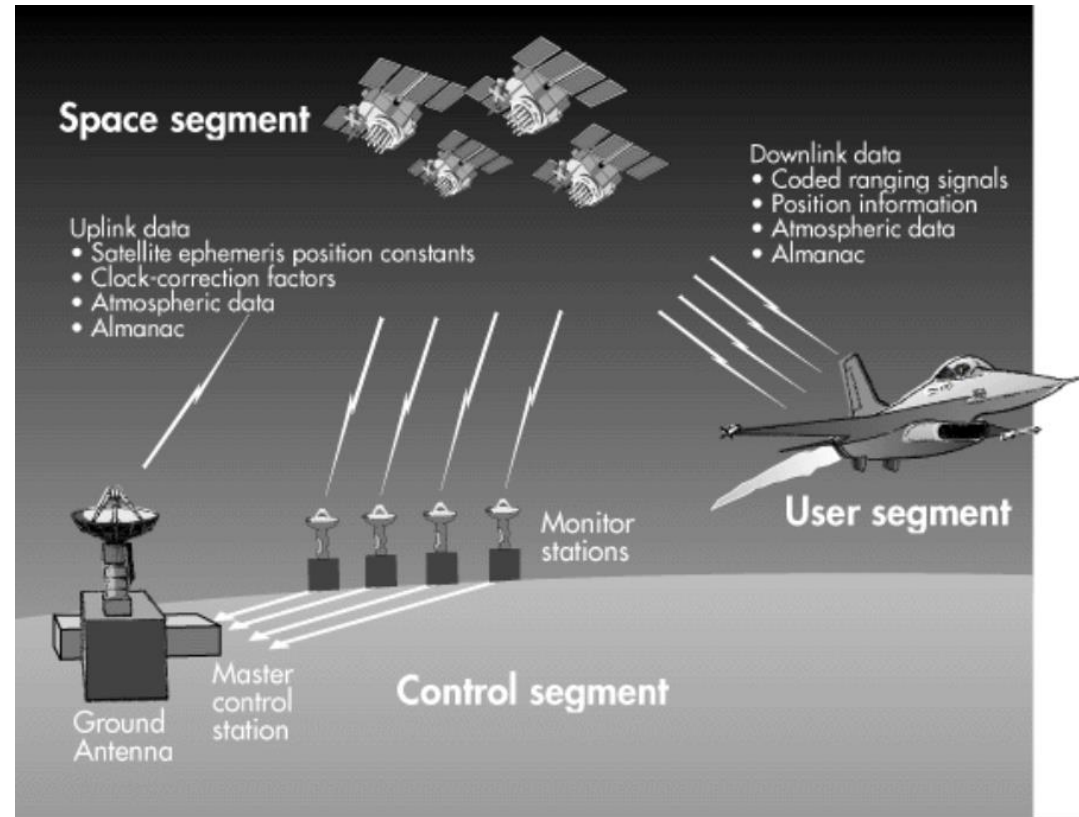 Space segment
Downlink data
• Coded ranging signals
• Position information
• Atmospheric data
• Almanac
Uplink data
• Satellite ephemeris position constants
• Clock-correction factors
• Atmospheric data
• Almanac
User segment
Monitor
stations
Master
control
station
Control segment
Ground
Antenna